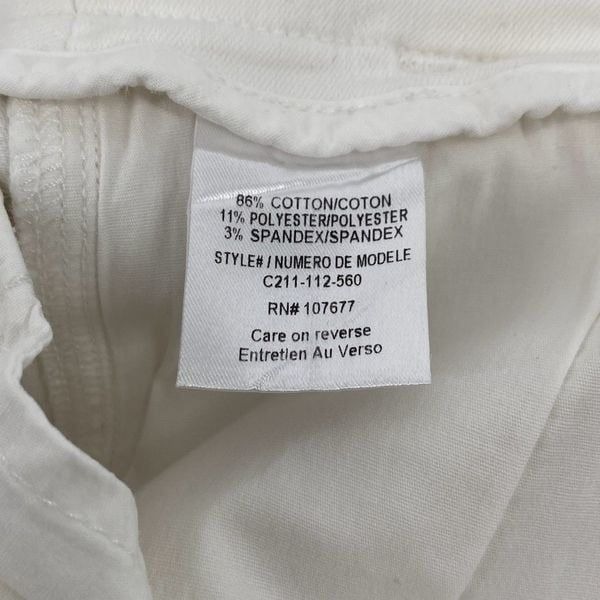 86% COTTON/COTON
11% POLYESTER/POLYESTER
3% SPANDEX/SPANDEX
STYLE# / NUMERO DE MODELE
C211-112-560
RN# 107677
Care on reverse
Entretien Au Verso